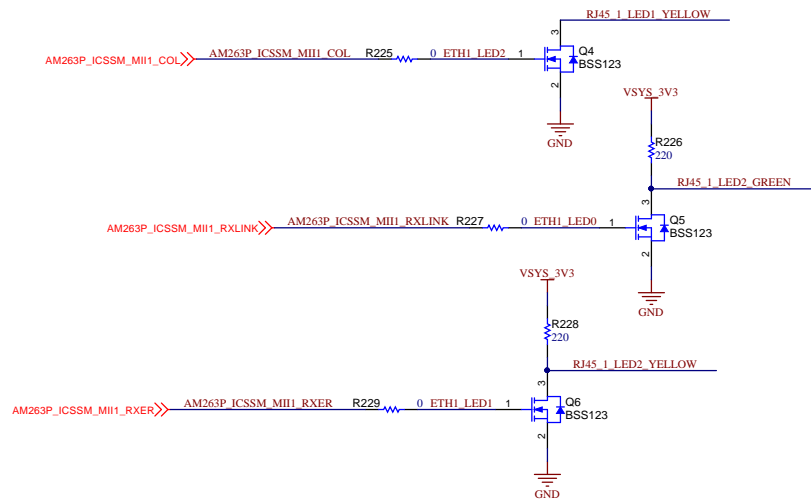 RJ45_1_LED1_YELLOW
3
AM263P_ICSSM_MII1_COL
AM263P_ICSSM_MII1_COL
R225
0
ETH1_LED2
1
Q4
BSS123
2
GND
VSYS_3V3
R226
220
RJ45_1_LED2_GREEN
3
AM263P_ICSSM_MII1_RXLINK
AM263P_ICSSM_MII1_RXLINK
R227
0
ETH1_LED0
1
Q5
BSS123
2
GND
VSYS_3V3
R228
220
RJ45_1_LED2_YELLOW
3
AM263P_ICSSM_MII1_RXER
AM263P_ICSSM_MII1_RXER
R229
0
ETH1_LED1
1
Q6
BSS123
2
GND